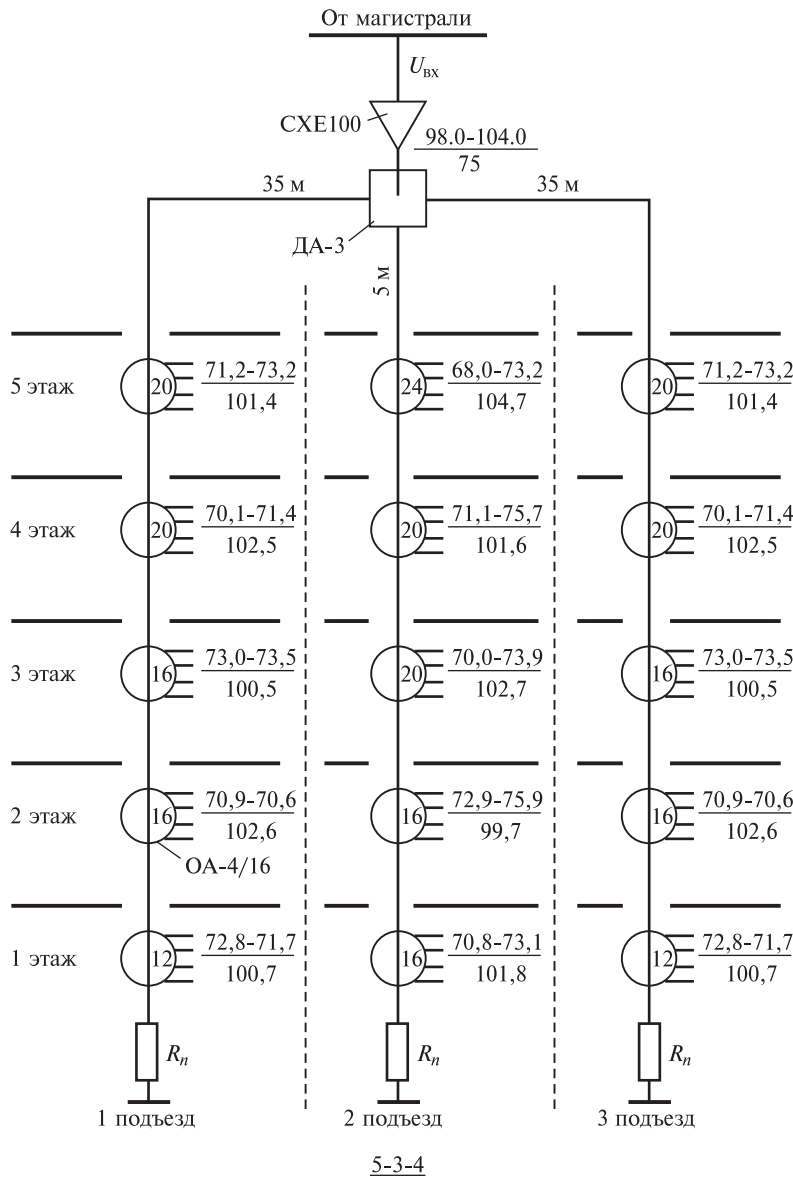 От магистрали
Uвх
СХЕ100
98.0-104.0
75
35 м
35 м
ДА-3
5 м
5 этаж
20
71,2-73,2
101,4
24
68,0-73,2
104,7
20
71,2-73,2
101,4
4 этаж
20
70,1-71,4
102,5
20
71,1-75,7
101,6
20
70,1-71,4
102,5
3 этаж
16
73,0-73,5
100,5
20
70,0-73,9
102,7
16
73,0-73,5
100,5
2 этаж
16
70,9-70,6
102,6
16
72,9-75,9
99,7
16
70,9-70,6
102,6
ОА-4/16
1 этаж
12
72,8-71,7
100,7
16
70,8-73,1
101,8
12
72,8-71,7
100,7
Rn
Rn
Rn
1 подъезд
2 подъезд
3 подъезд
5-3-4